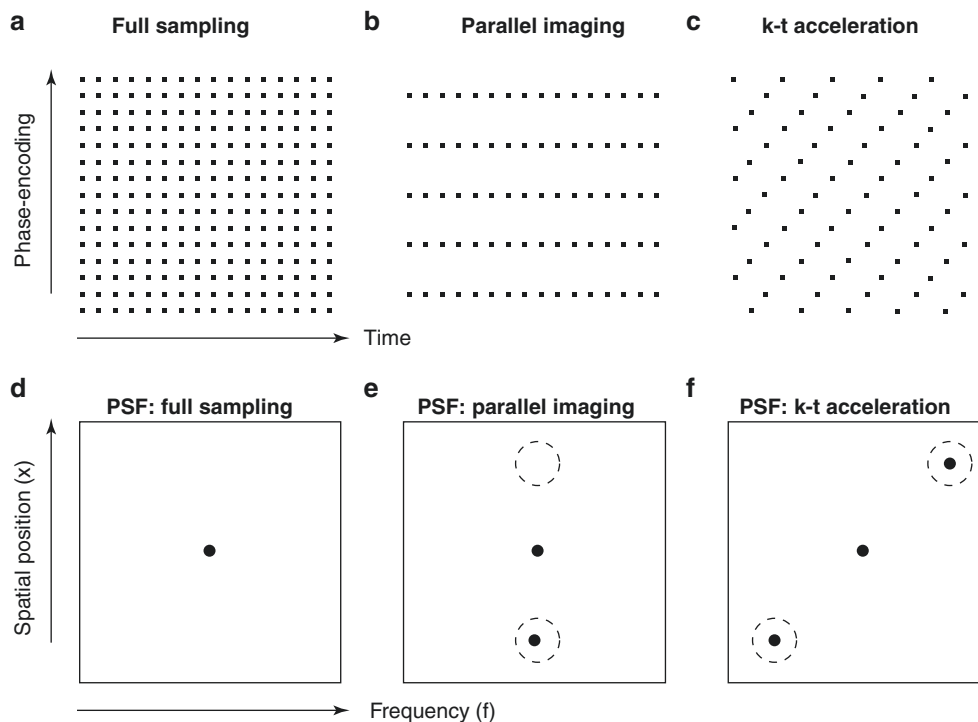 a Full sampling
b Parallel imaging
c k-t acceleration
Phase-encoding
Time
d
PSF: full sampling
e
PSF: parallel imaging
f
PSF: k-t acceleration
Spatial position (x)
Frequency (f)